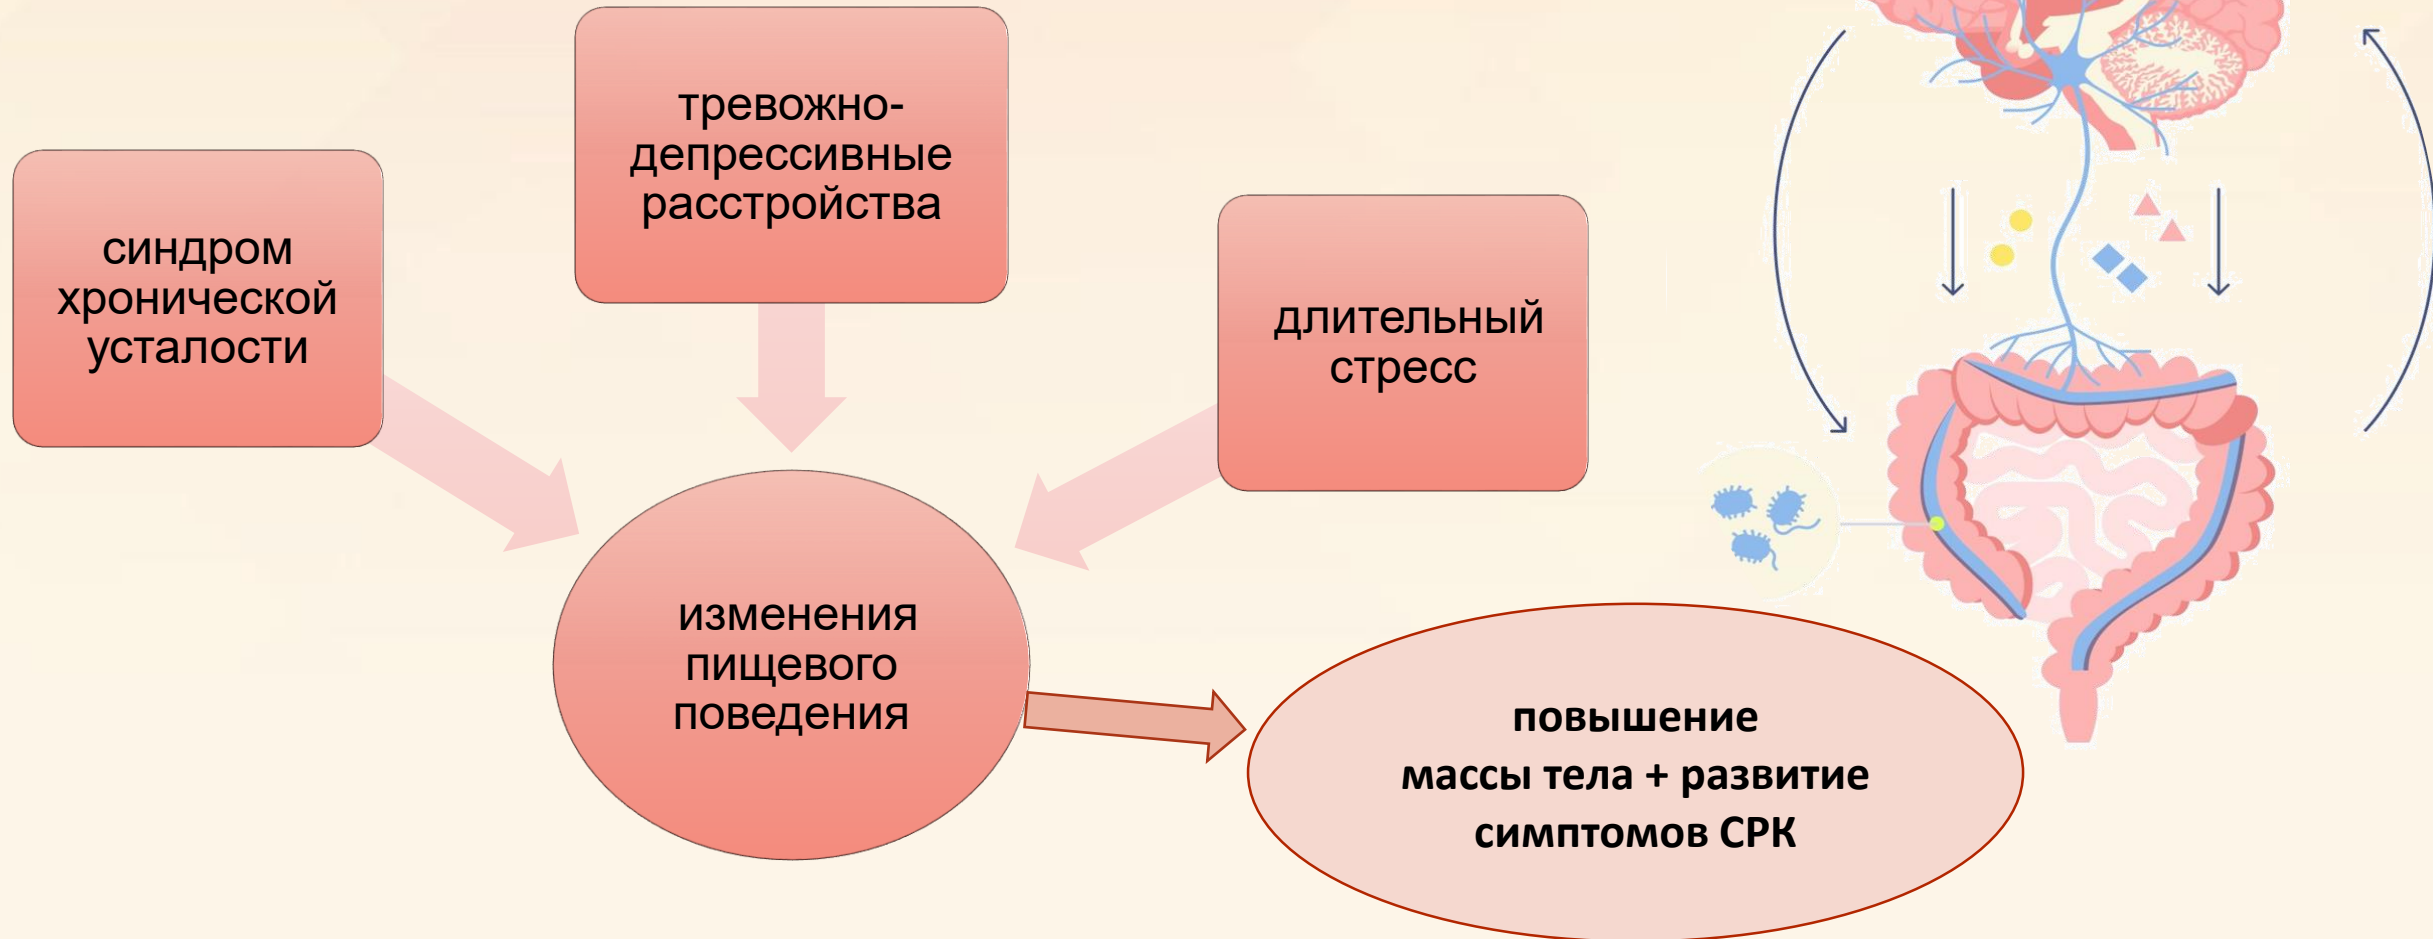 тревожно-
депрессивные
расстройства
синдром
хронической
усталости
длительный
стресс
изменения
пищевого
поведения
повышение
массы тела + развитие
симптомов СРК